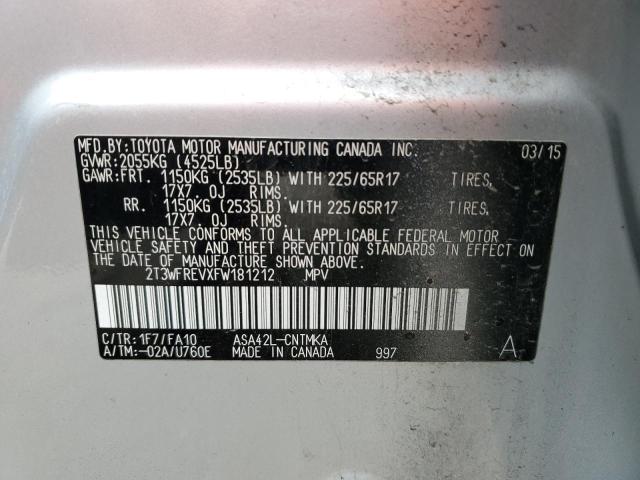 MFD.BY:TOYOTA MOTOR MANUFACTURING CANADA INC. 03/15
GVWR:2055KG (4525LB)
GAWR:FRT. 1150KG (2535LB) WITH 225/65R17 TIRES,
17X7.0J RIMS.
RR. 1150KG (2535LB) WITH 225/65R17 TIRES,
17X7.0J RIMS.
THIS VEHICLE CONFORMS TO ALL APPLICABLE FEDERAL MOTOR
VEHICLE SAFETY AND THEFT PREVENTION STANDARDS IN EFFECT ON
THE DATE OF MANUFACTURE SHOWN ABOVE.
2T3WFREVXFW181212 MPV
C/TR:1F7/FA10 ASA42L-CNTMKA
A/TM:-02A/U760E MADE IN CANADA 997 A